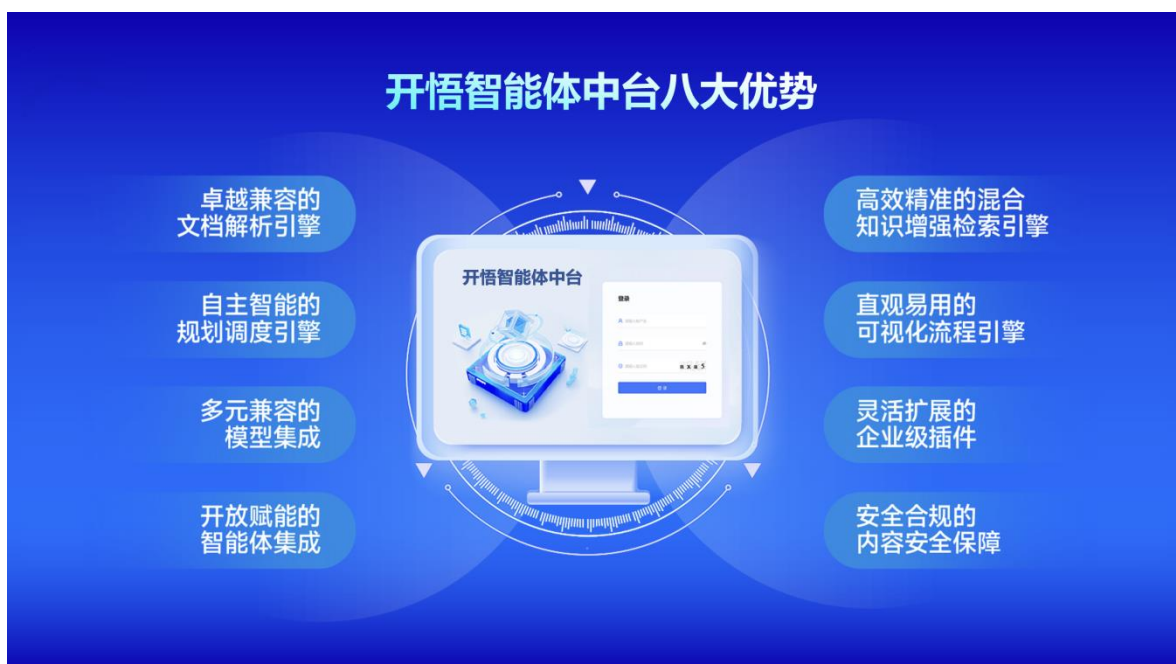 开悟智能体中台八大优势
卓越兼容的
文档解析引擎
自主智能的
规划调度引擎
多元兼容的
模型集成
开放赋能的
智能体集成
开悟智能体中台
登录
登录
高效精准的混合
知识增强检索引擎
直观易用的
可视化流程引擎
灵活扩展的
企业级插件
安全合规的
内容安全保障